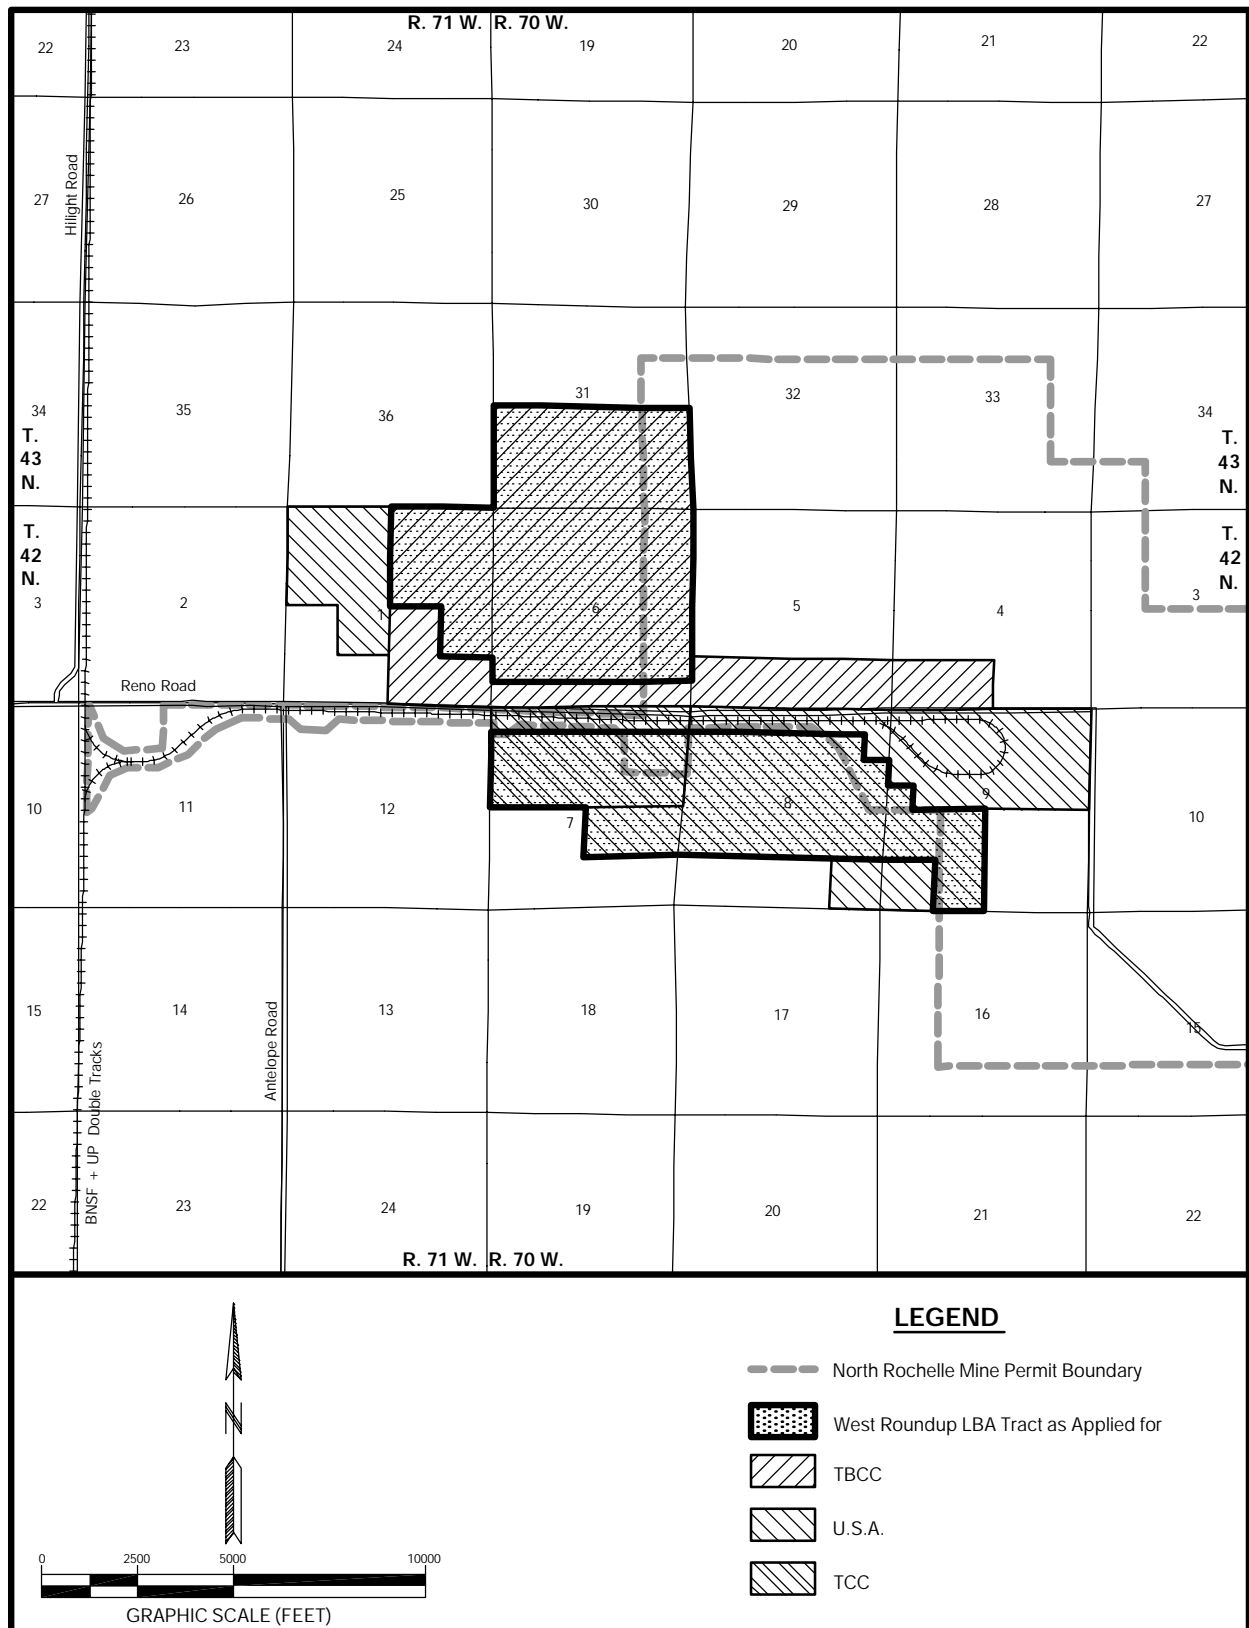 R. 71 W. R. 70 W.
22 23 24 19 20 21 22
Hilight Road
27 26 25 30 29 28 27
34 35 36 31 32 33 34
T.
43
N.
T.
43
N.
T.
42
N.
T.
42
N.
3 2 1 6 5 4 3
Reno Road
10 11 12 7 8 9 10
15 14 13 18 17 16 15
Antelope Road
BNSF + UP Double Tracks
22 23 24 19 20 21 22
R. 71 W. R. 70 W.
LEGEND
North Rochelle Mine Permit Boundary
West Roundup LBA Tract as Applied for
TBCC
U.S.A.
TCC
N
0 2500 5000 10000
GRAPHIC SCALE (FEET)